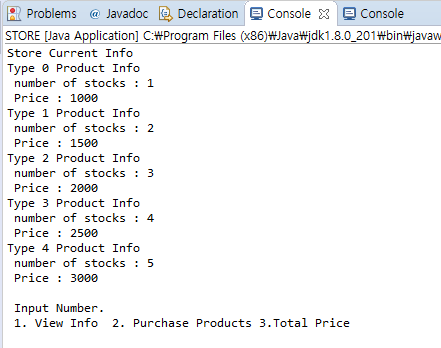 Problems @ Javadoc Declaration Console Console
STORE [Java Application] C:₩Program Files (x86)₩Java₩jdk1.8.0_201₩bin₩javaw
Store Current Info
Type 0 Product Info
 number of stocks : 1
 Price : 1000
Type 1 Product Info
 number of stocks : 2
 Price : 1500
Type 2 Product Info
 number of stocks : 3
 Price : 2000
Type 3 Product Info
 number of stocks : 4
 Price : 2500
Type 4 Product Info
 number of stocks : 5
 Price : 3000
 Input Number.
 1. View Info  2. Purchase Products 3.Total Price